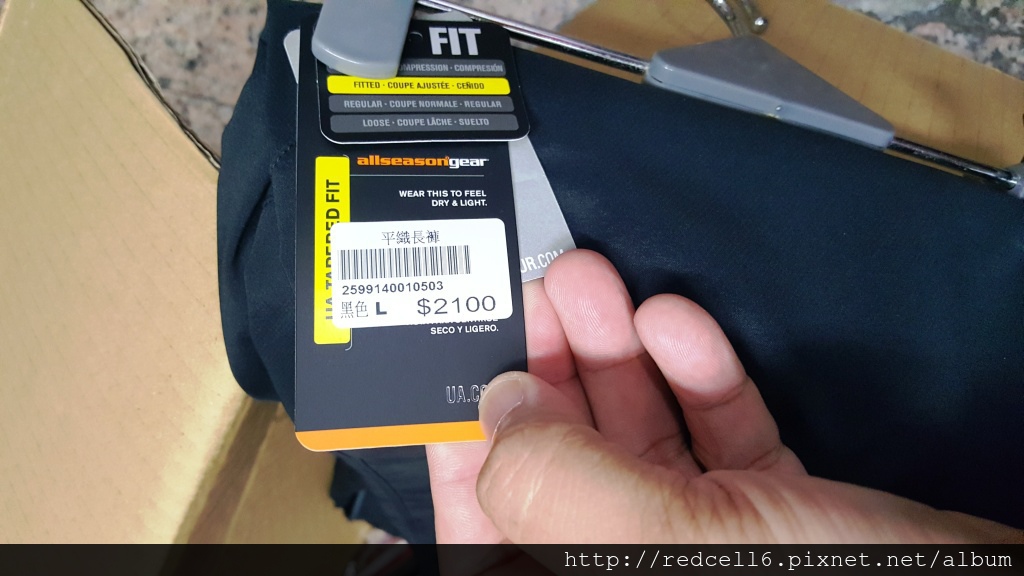 FIT
COMPRESSION · COMPRESIÓN
FITTED · COUPE AJUSTÉE · CEÑIDO
REGULAR · COUPE NORMALE · REGULAR
LOOSE · COUPE LÂCHE · SUELTO
allseasongear
WEAR THIS TO FEEL
DRY & LIGHT.
UA TAPERED FIT
平織長褲
2599140010503
黑色 L $2100
SECO Y LIGERO.
UR.COM
UA.CO
http://redcell6.pixnet.net/album